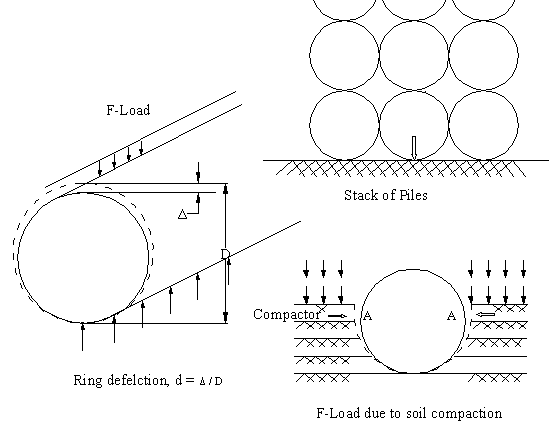 F-Load
Δ
D
Ring defelction, d = Δ / D
Stack of Piles
Compactor
A
A
F-Load due to soil compaction